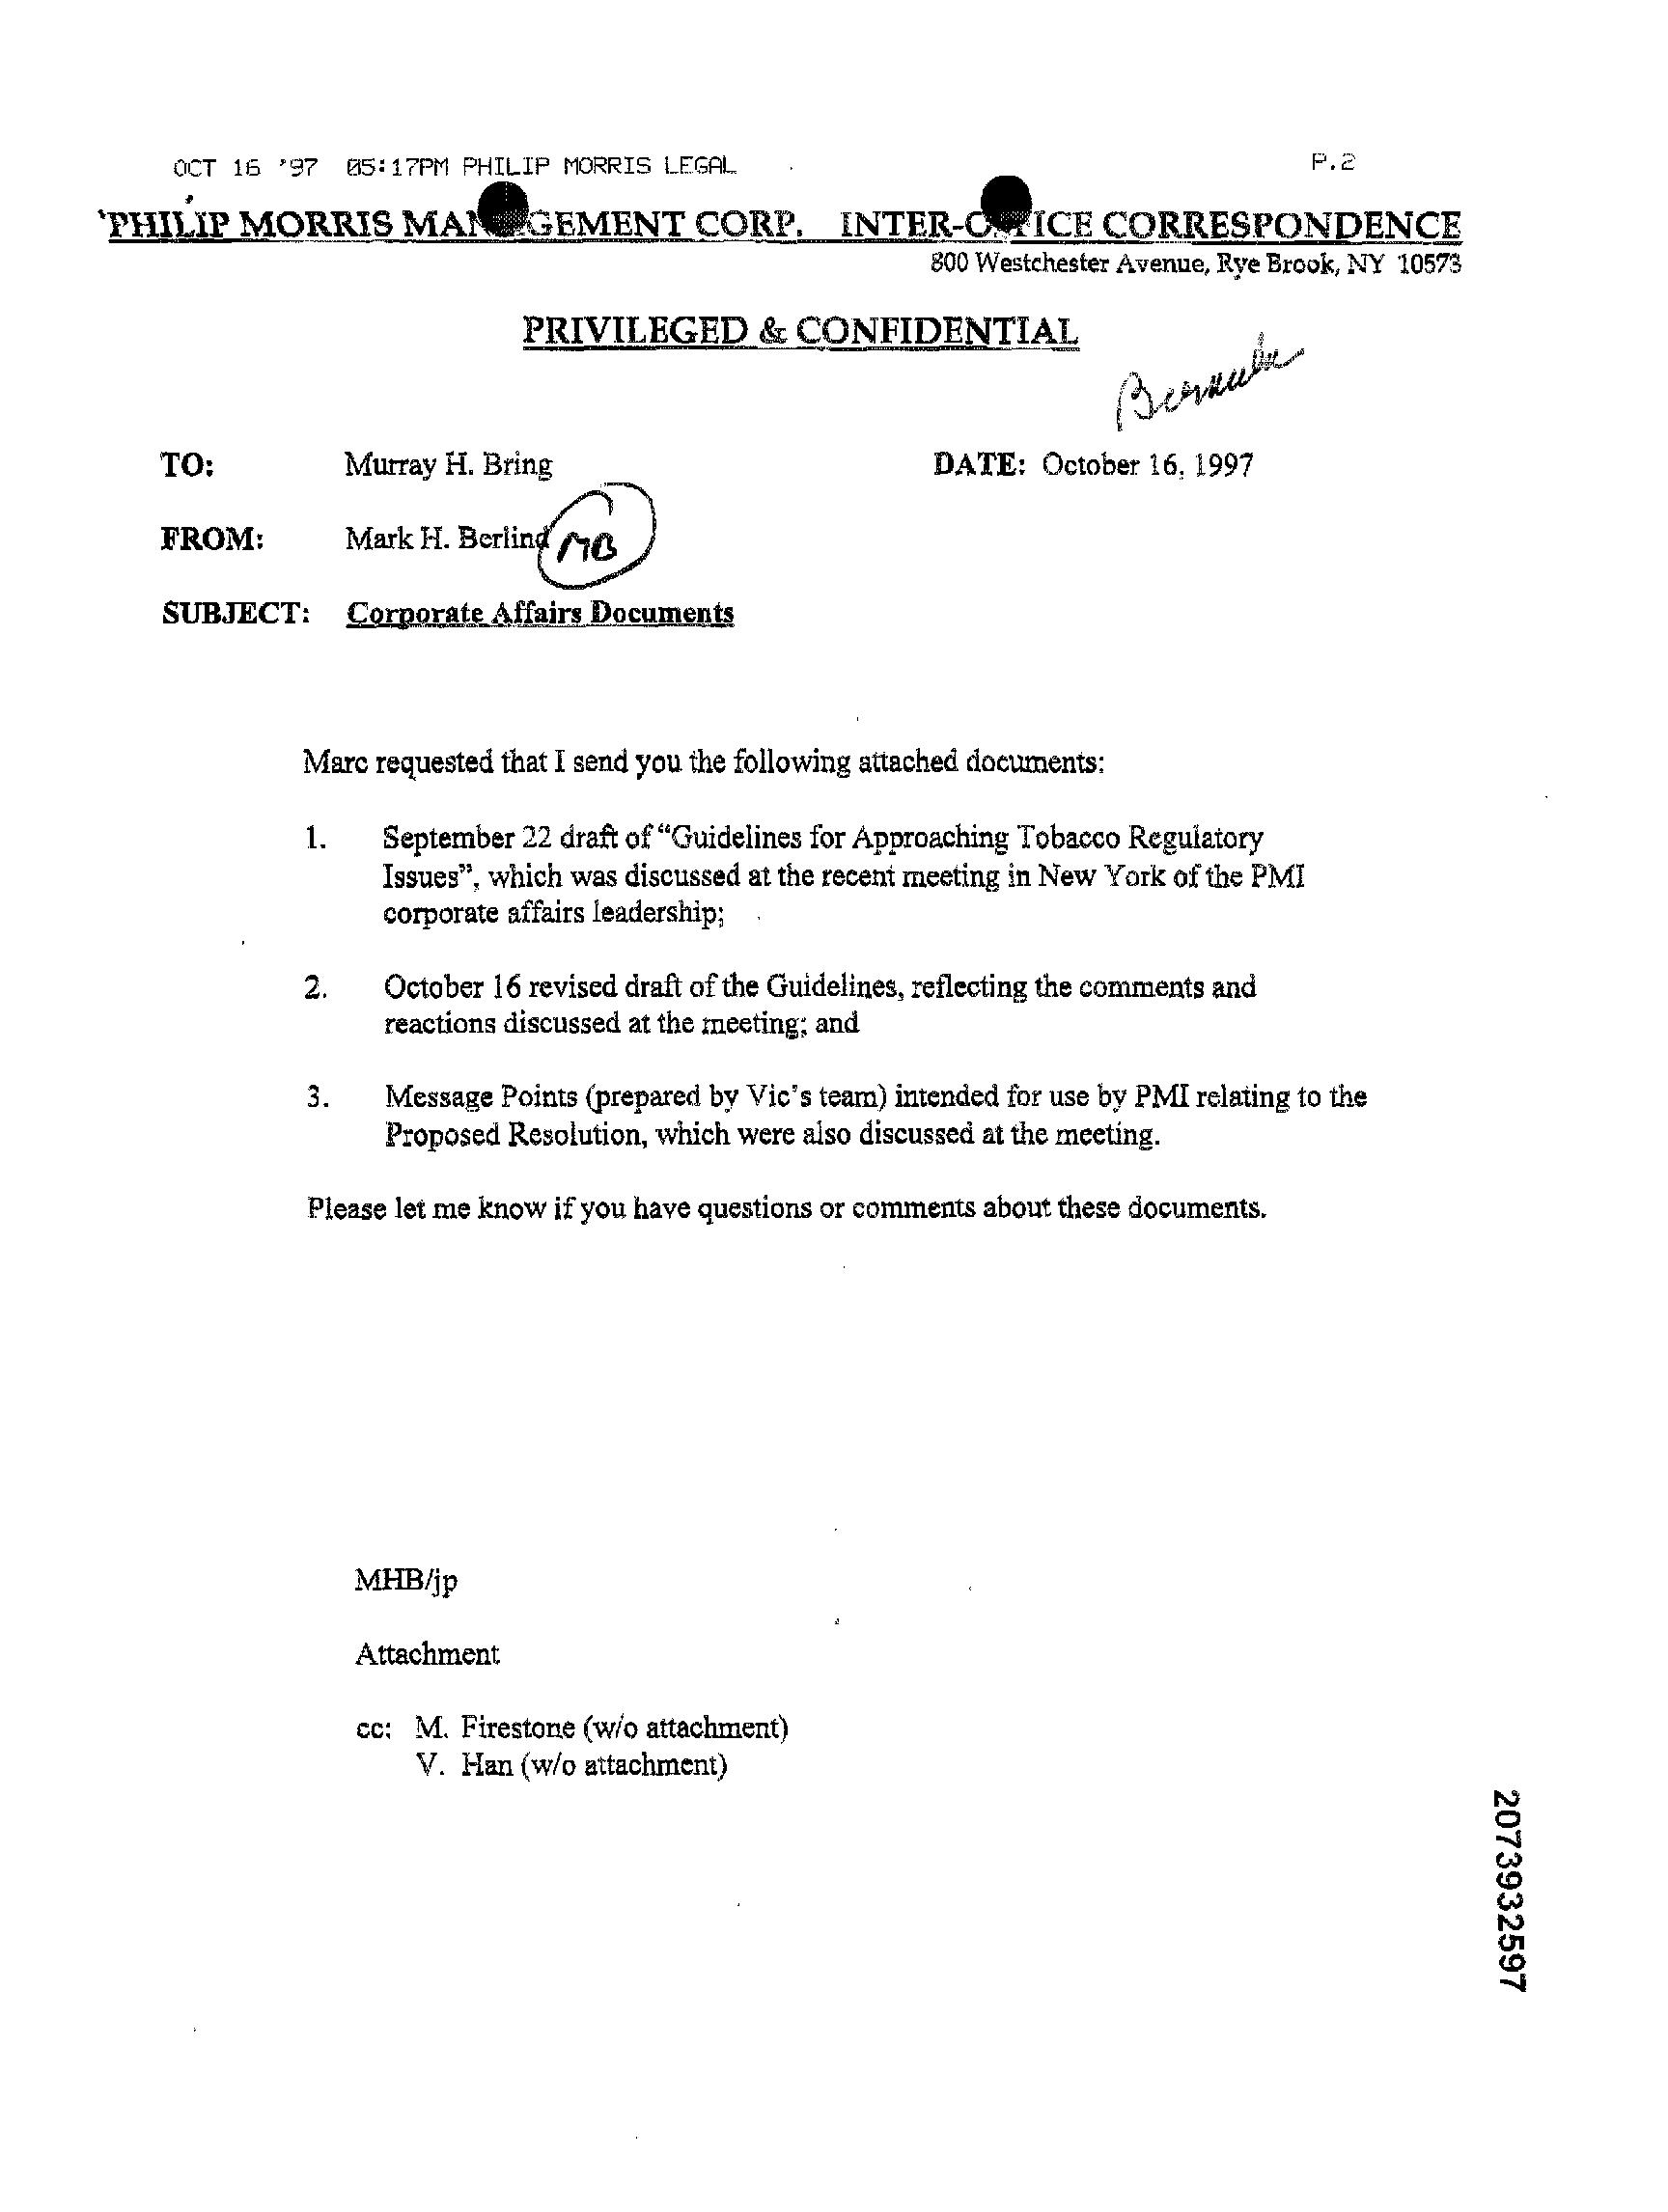 OCT 16 '97 05:17PM PHILIP MORRIS LEGAL P.2
PHILIP MORRIS MANAGEMENT CORP. INTER-OFFICE CORRESPONDENCE
800 Westchester Avenue, Rye Brook, NY 10573
PRIVILEGED & CONFIDENTIAL
TO: Murray H. Bring DATE: October 16, 1997
FROM: Mark H. Berlind MB
SUBJECT: Corporate Affairs Documents
Marc requested that I send you the following attached documents:
1. September 22 draft of “Guidelines for Approaching Tobacco Regulatory
Issues”, which was discussed at the recent meeting in New York of the PMI
corporate affairs leadership;
2. October 16 revised draft of the Guidelines, reflecting the comments and
reactions discussed at the meeting; and
3. Message Points (prepared by Vic's team) intended for use by PMI relating to the
Proposed Resolution, which were also discussed at the meeting.
Please let me know if you have questions or comments about these documents.
MHB/jp
Attachment
cc: M. Firestone (w/o attachment)
V. Han (w/o attachment)
2073932597